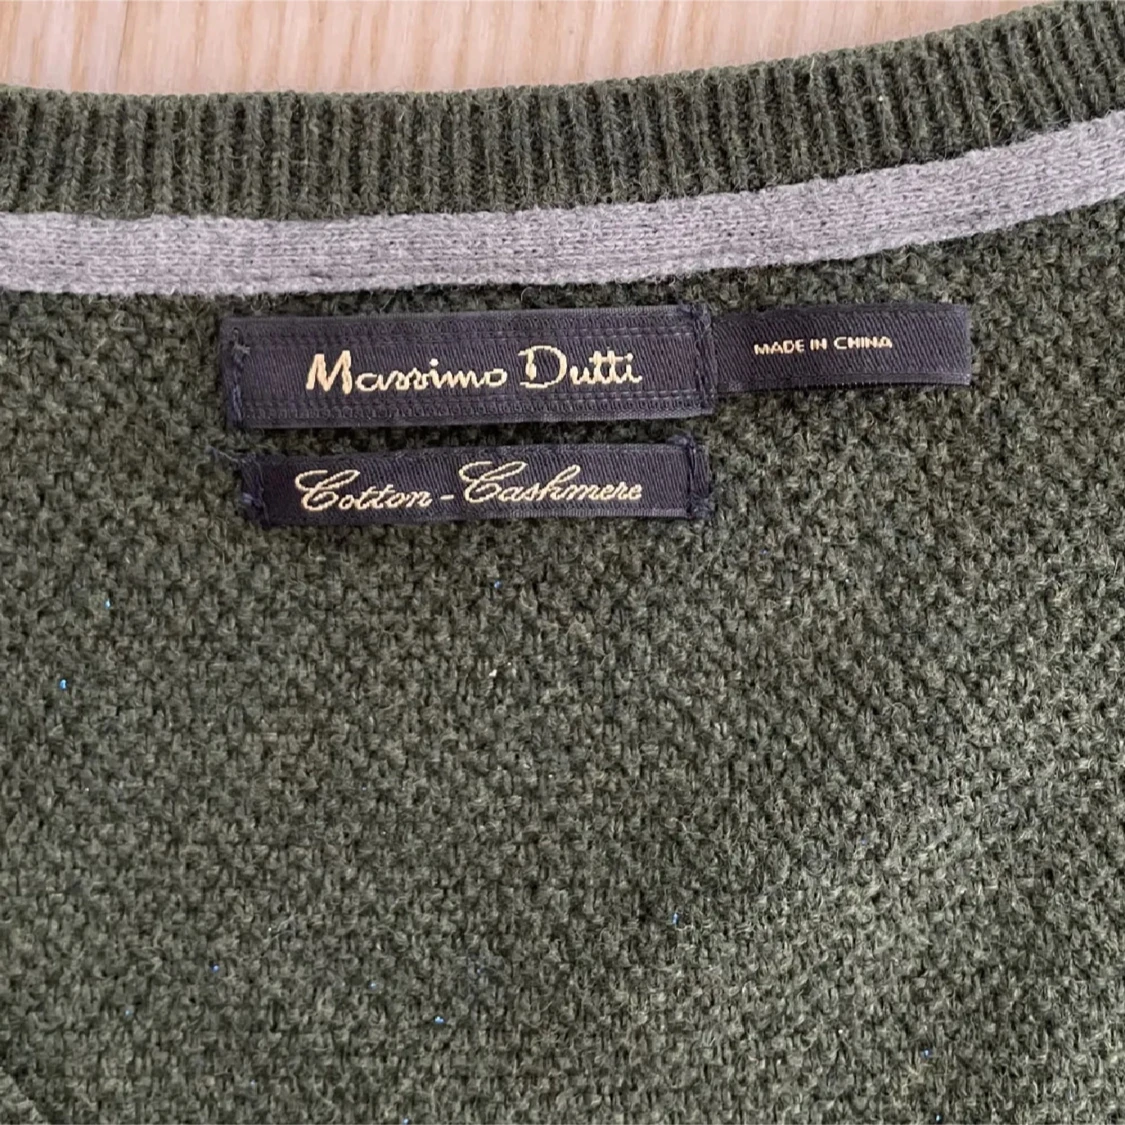 Massimo Dutti
MADE IN CHINA
Cotton - Cashmere